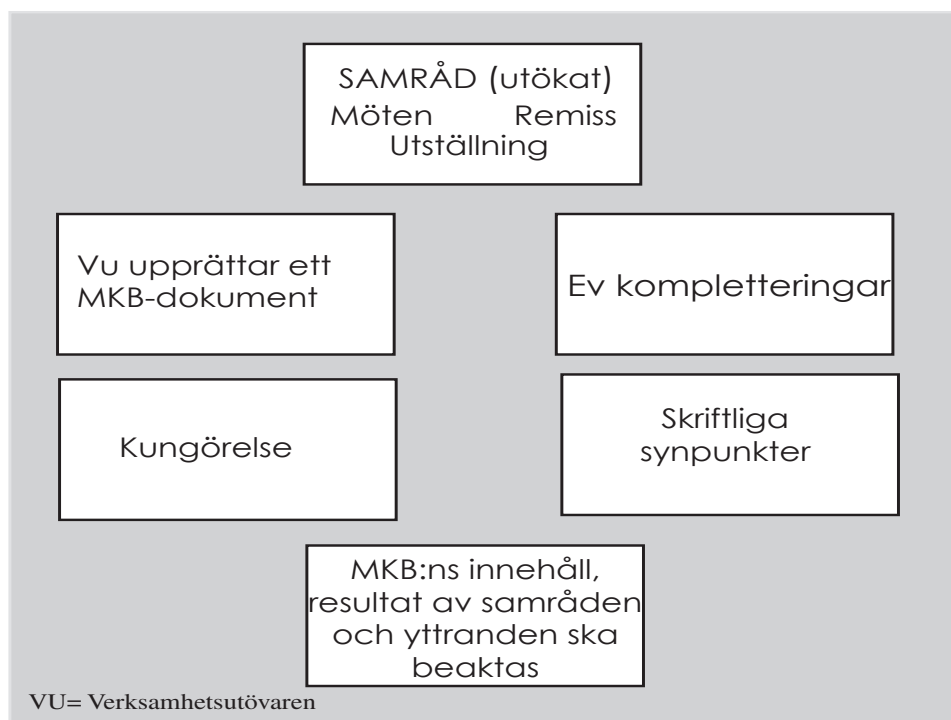 SAMRÅD (utökat)
Möten Remiss
Utställning
Vu upprättar ett
MKB-dokument
Ev kompletteringar
Kungörelse
Skriftliga
synpunkter
MKB:ns innehåll,
resultat av samråden
och yttranden ska
beaktas
VU= Verksamhetsutövaren